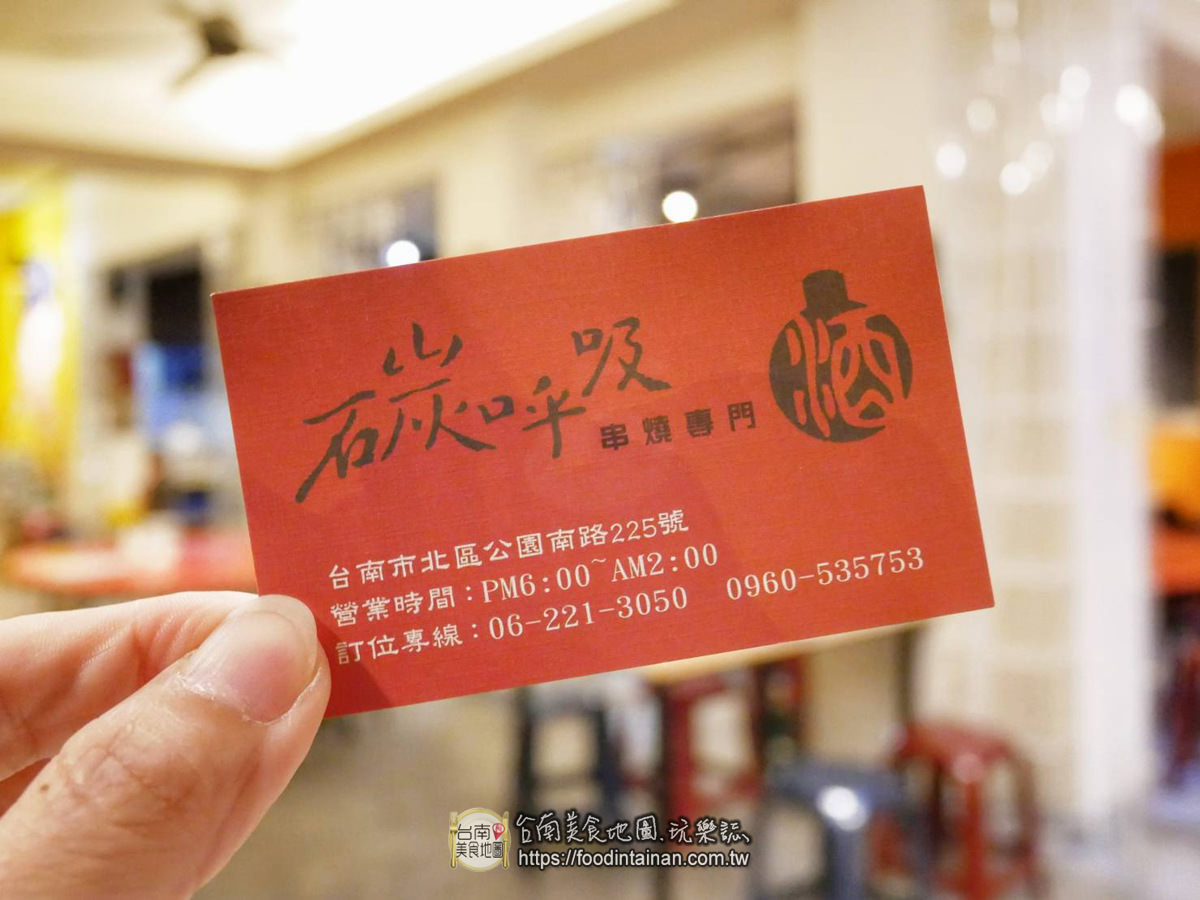 碳呼吸
串燒專門
台南市北區公園南路225號
營業時間：PM6:00~AM2:00
訂位專線：06-221-3050 0960-535753
台南美食地圖
台南美食地圖.玩樂誌
https://foodintainan.com.tw